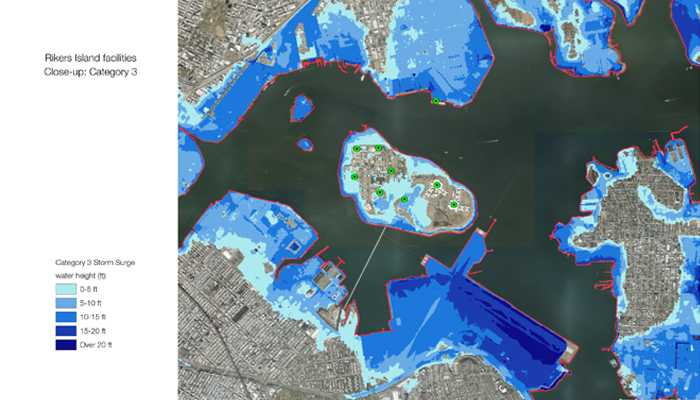 Rikers Island facilities
Close-up: Category 3
Category 3 Storm Surge
water height (ft)
0-5 ft
5-10 ft
10-15 ft
15-20 ft
Over 20 ft